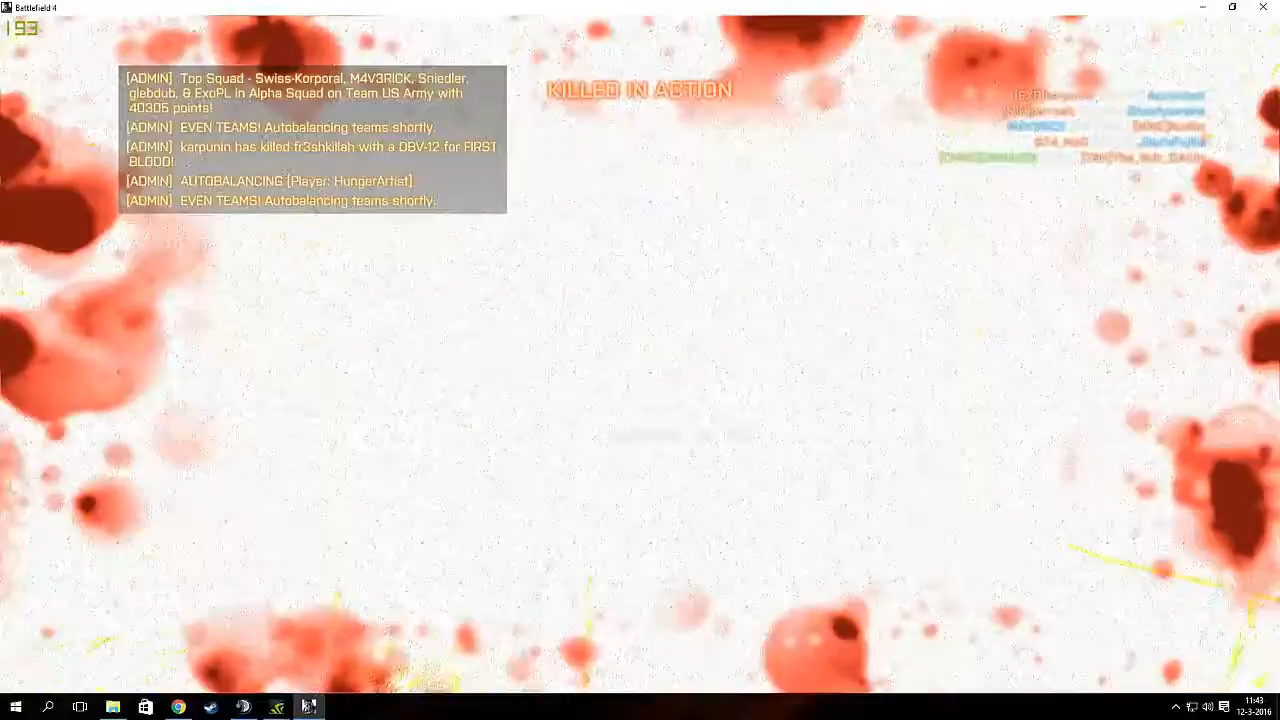 Battlefield 4
193
[ADMIN] Top Squad - Swiss-Korporal, M4V3RICK, Sniedler,
glebdub, & ExoPL in Alpha Squad on Team US Army with
40305 points!
[ADMIN] EVEN TEAMS! Autobalancing teams shortly.
[ADMIN] karpunin has killed fr3shkillah with a DBV-12 for FIRST
BLOOD!
[ADMIN] AUTOBALANCING [Player: HungerArtist]
[ADMIN] EVEN TEAMS! Autobalancing teams shortly.
KILLED IN ACTION
11:43
12-3-2016